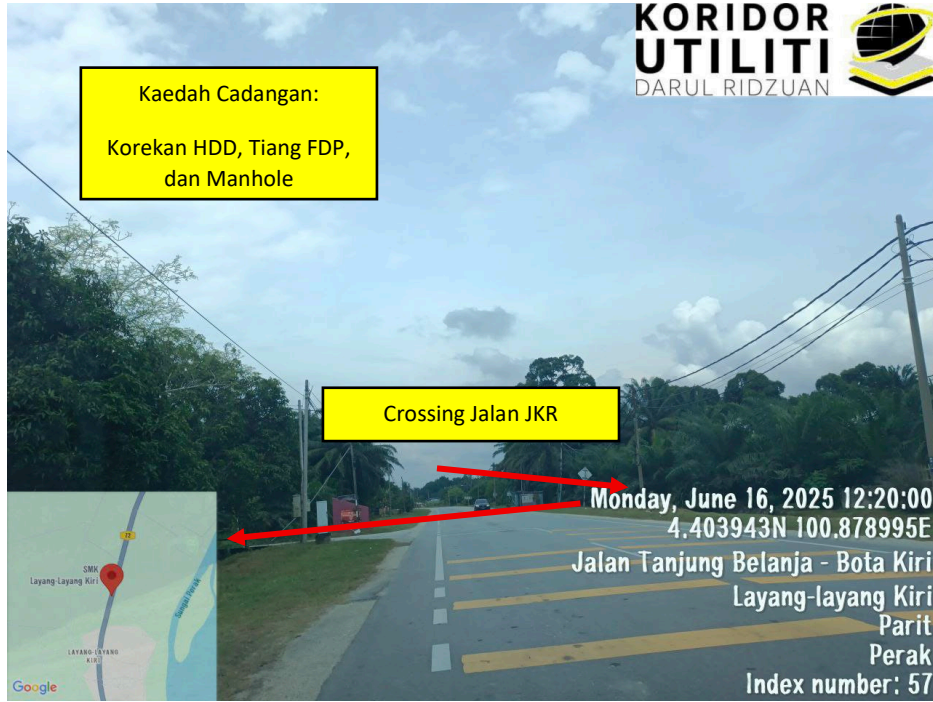 KORIDOR
UTILITI
DARUL RIDZUAN
Kaedah Cadangan:
Korekan HDD, Tiang FDP,
dan Manhole
Crossing Jalan JKR
Monday, June 16, 2025 12:20:00
4.403943N 100.878995E
Jalan Tanjung Belanja - Bota Kiri
Layang-layang Kiri
Parit
Perak
Index number: 57
72
SMK
Layang-Layang Kiri
Sungai Perak
LAYANG-LAYANG
KIRI
Google